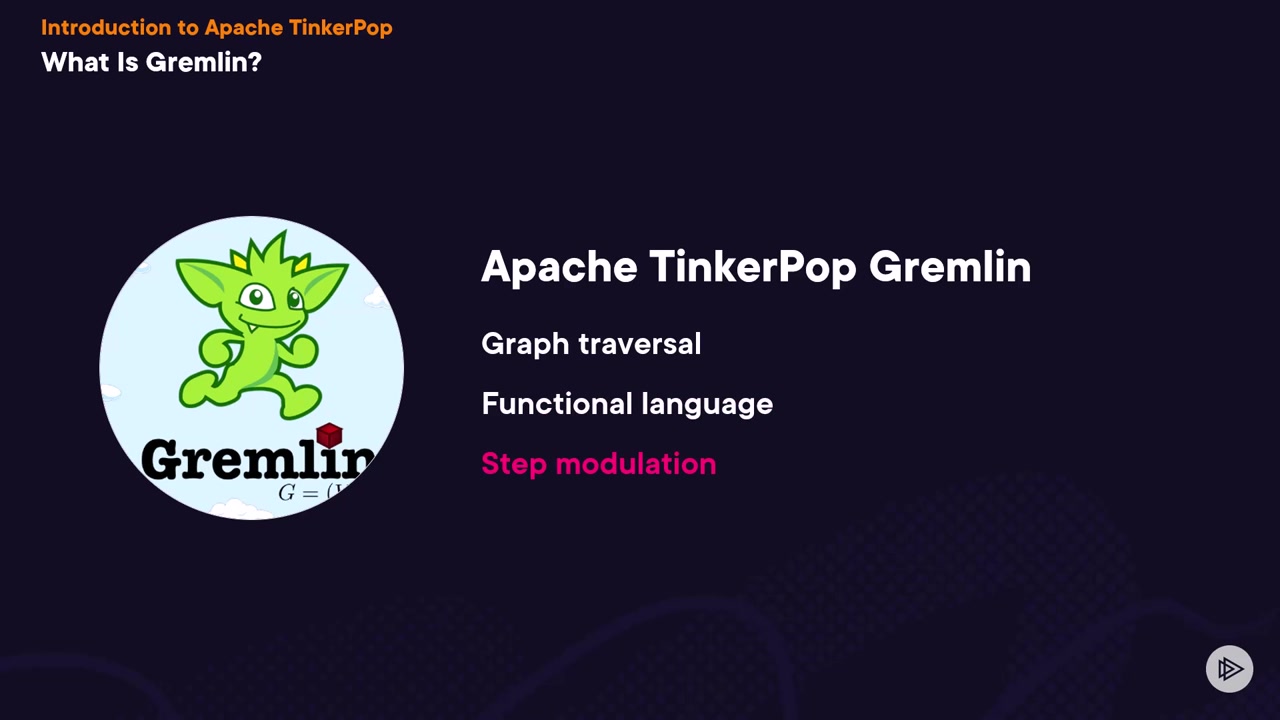 Introduction to Apache TinkerPop
What Is Gremlin?
Apache TinkerPop Gremlin
Graph traversal
Functional language
Step modulation
Gremlin
G = (V